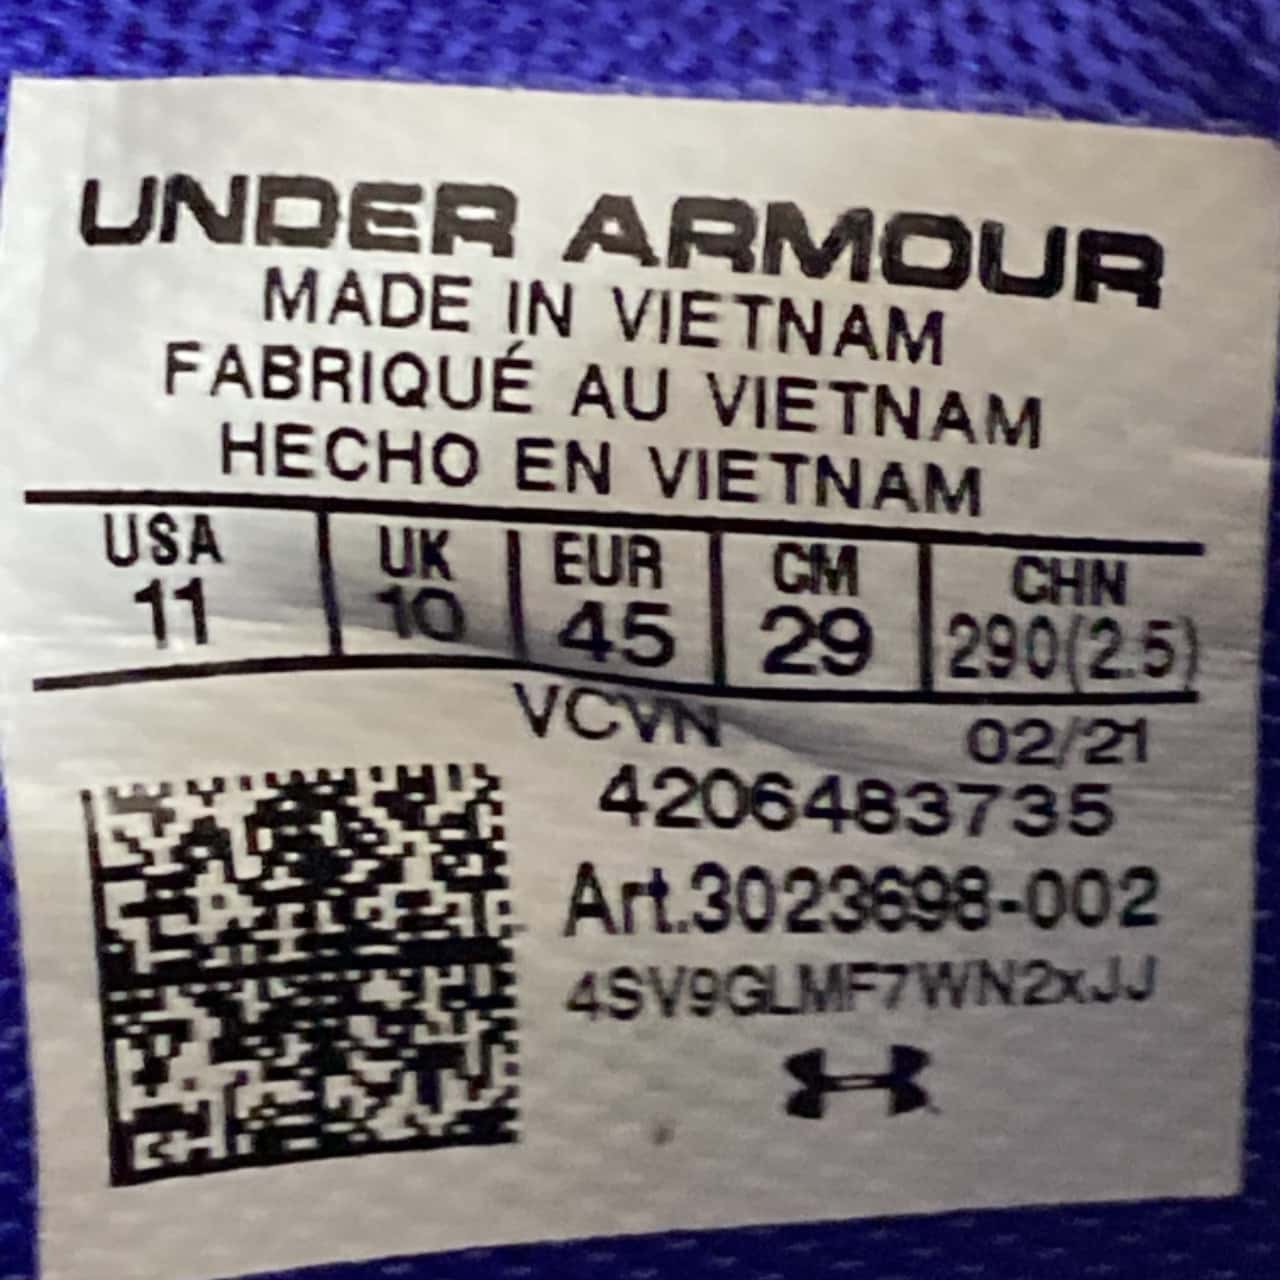 UNDER ARMOUR
MADE IN VIETNAM
FABRIQUÉ AU VIETNAM
HECHO EN VIETNAM
USA UK EUR CM CHN
11 10 45 29 290(2.5)
VCVN 02/21
4206483735
Art.3023698-002
4SV9GLMF7WN2xJJ